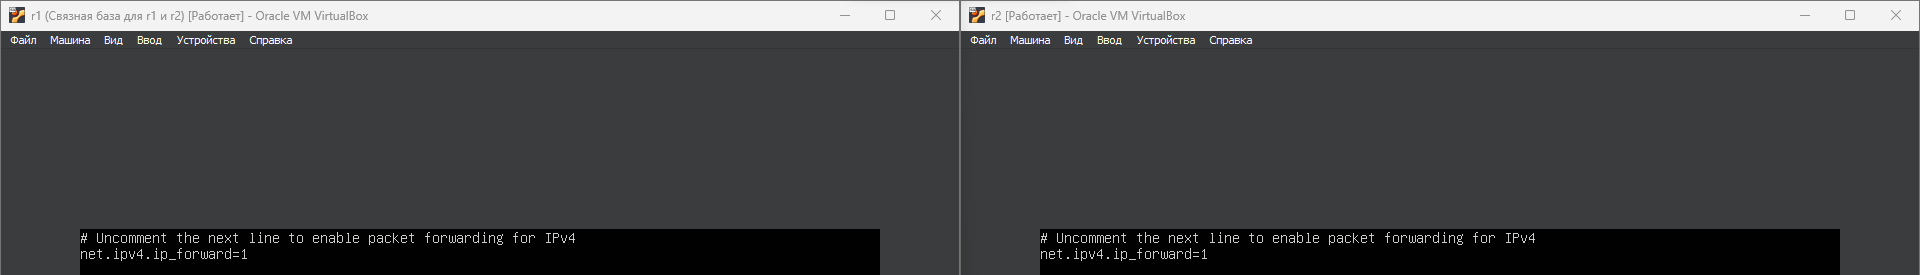 r1 (Связная база для r1 и r2) [Работает] - Oracle VM VirtualBox
Файл Машина Вид Ввод Устройства Справка
# Uncomment the next line to enable packet forwarding for IPv4
net.ipv4.ip_forward=1
r2 [Работает] - Oracle VM VirtualBox
Файл Машина Вид Ввод Устройства Справка
# Uncomment the next line to enable packet forwarding for IPv4
net.ipv4.ip_forward=1